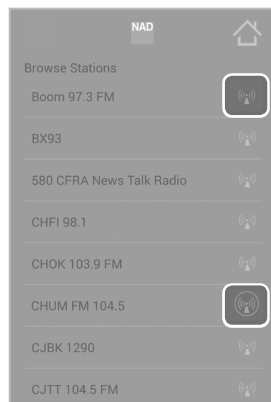 NAD
Browse Stations
Boom 97.3 FM
BX93
580 CFRA News Talk Radio
CHFI 98.1
CHOK 103.9 FM
CHUM FM 104.5
CJBK 1290
CJTT 104.5 FM